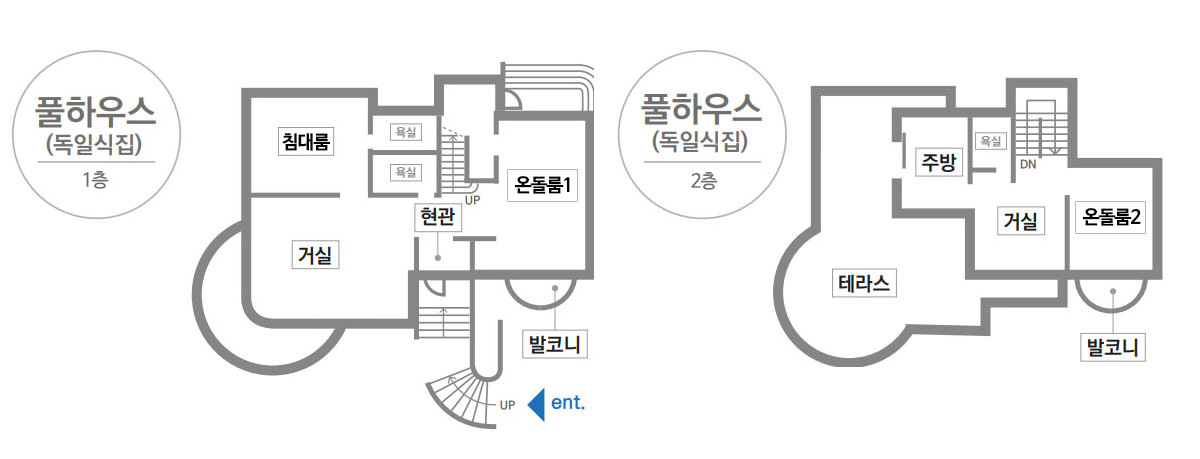 풀하우스
(독일식집)
1층
침대룸
욕실
욕실
온돌룸1
UP
현관
거실
발코니
UP
ent.
풀하우스
(독일식집)
2층
주방
욕실
DN
거실
온돌룸2
테라스
발코니